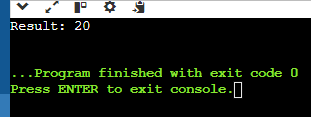 Result: 20
...Program finished with exit code 0
Press ENTER to exit console.